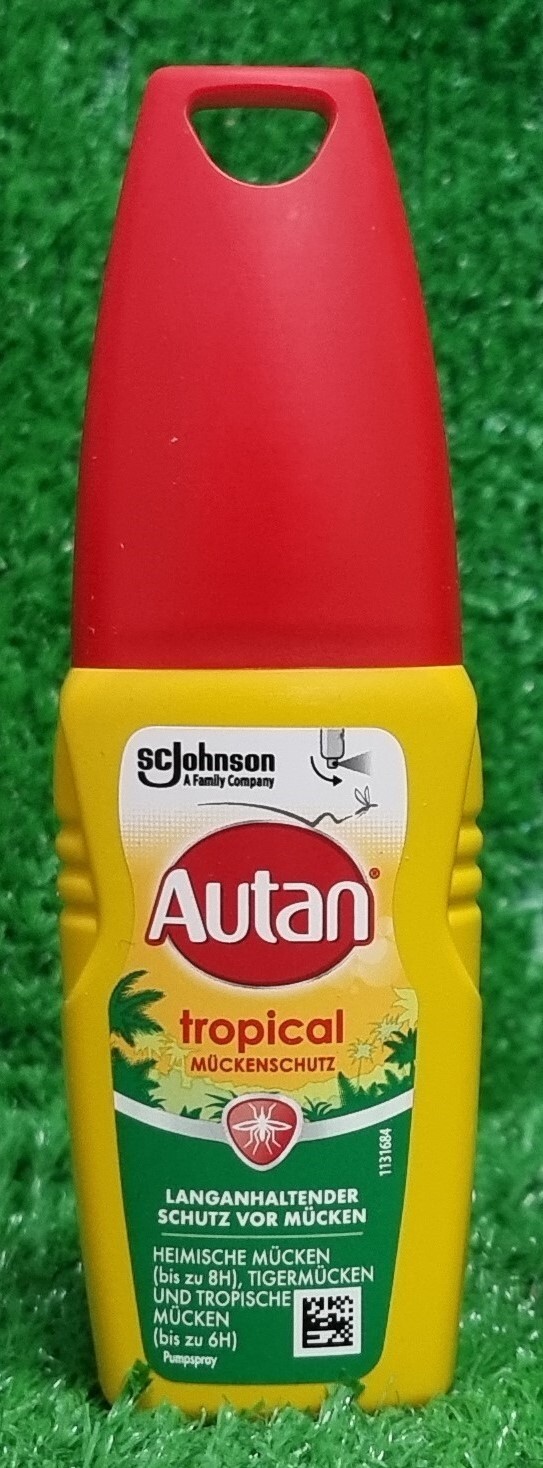 scjohnson
A Family Company
Autan®
tropical
MÜCKENSCHUTZ
1131684
LANGANHALTENDER
SCHUTZ VOR MÜCKEN
HEIMISCHE MÜCKEN
(bis zu 8H), TIGERMÜCKEN
UND TROPISCHE
MÜCKEN
(bis zu 6H)
Pumpspray